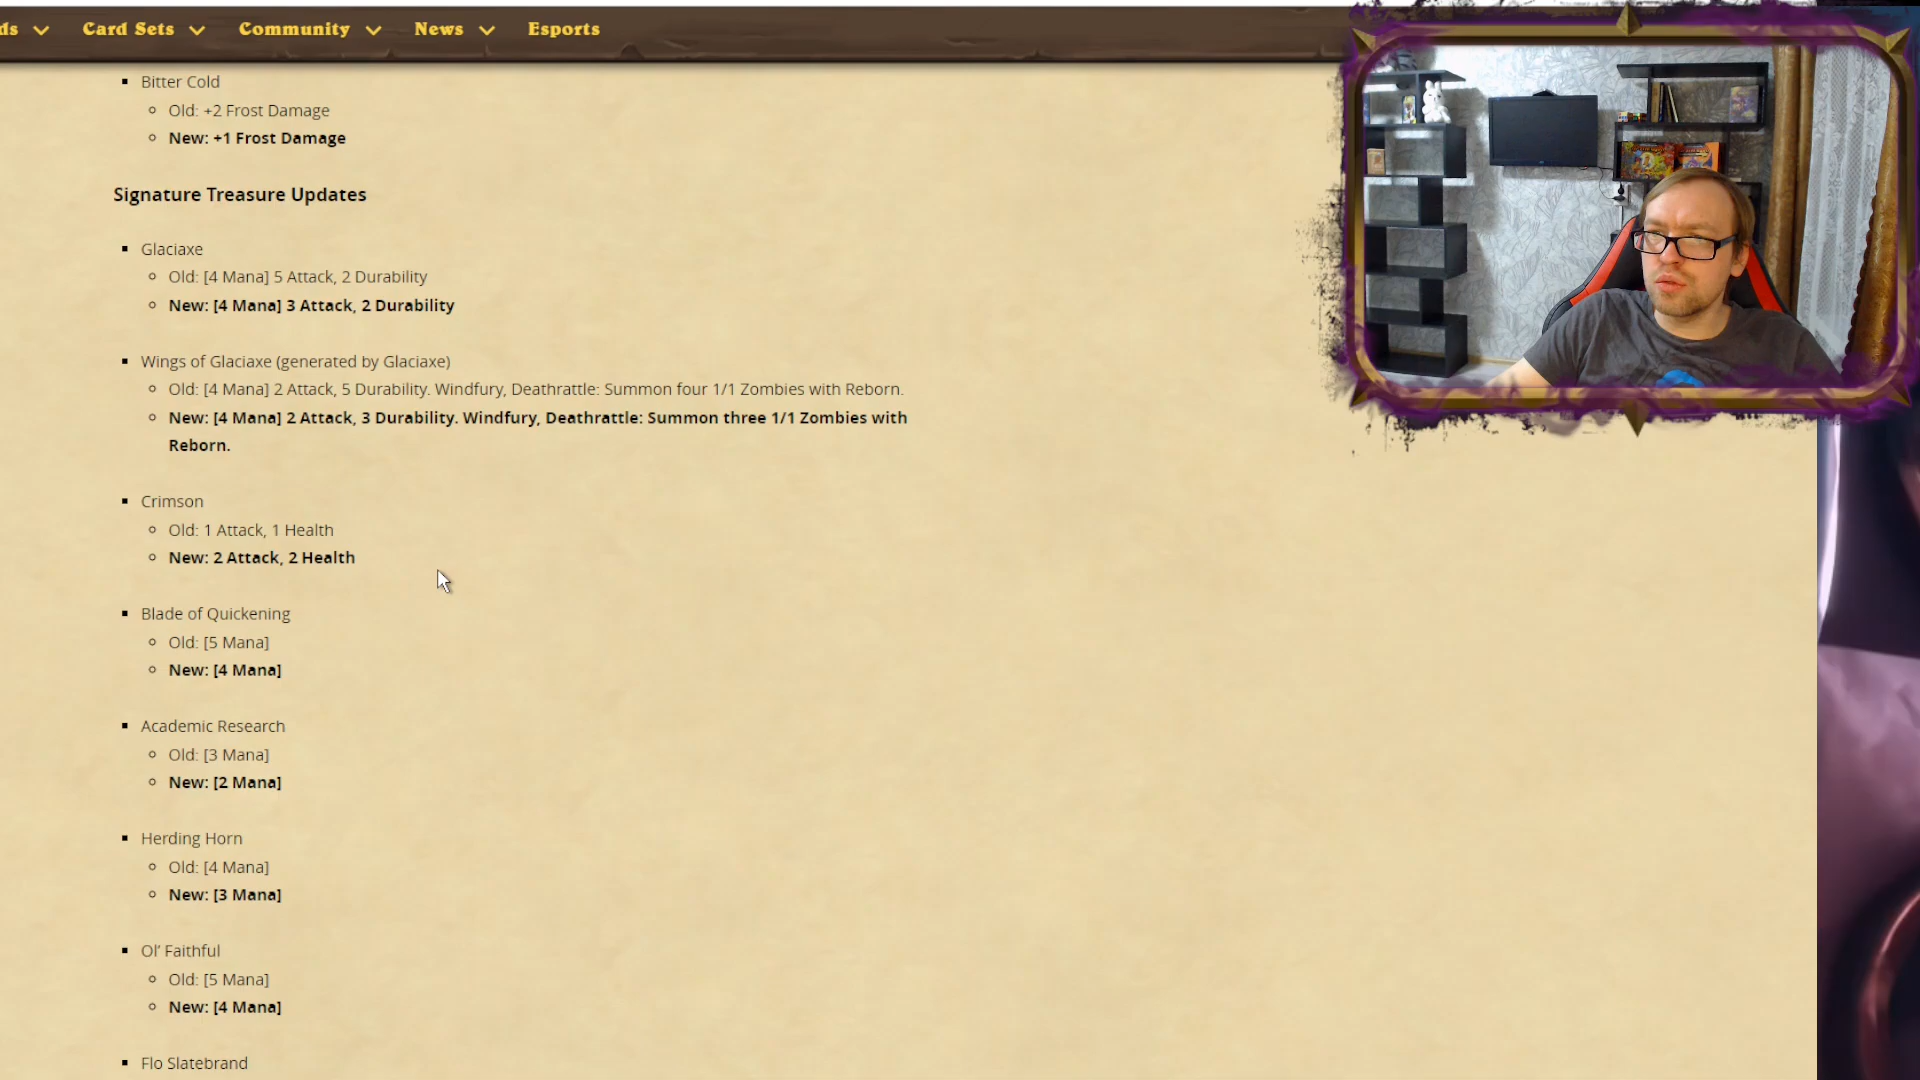 ds Card Sets Community News Esports
Bitter Cold
Old: +2 Frost Damage
New: +1 Frost Damage
Signature Treasure Updates
Glaciaxe
Old: [4 Mana] 5 Attack, 2 Durability
New: [4 Mana] 3 Attack, 2 Durability
Wings of Glaciaxe (generated by Glaciaxe)
Old: [4 Mana] 2 Attack, 5 Durability. Windfury, Deathrattle: Summon four 1/1 Zombies with Reborn.
New: [4 Mana] 2 Attack, 3 Durability. Windfury, Deathrattle: Summon three 1/1 Zombies with
Reborn.
Crimson
Old: 1 Attack, 1 Health
New: 2 Attack, 2 Health
Blade of Quickening
Old: [5 Mana]
New: [4 Mana]
Academic Research
Old: [3 Mana]
New: [2 Mana]
Herding Horn
Old: [4 Mana]
New: [3 Mana]
Ol’ Faithful
Old: [5 Mana]
New: [4 Mana]
Flo Slatebrand